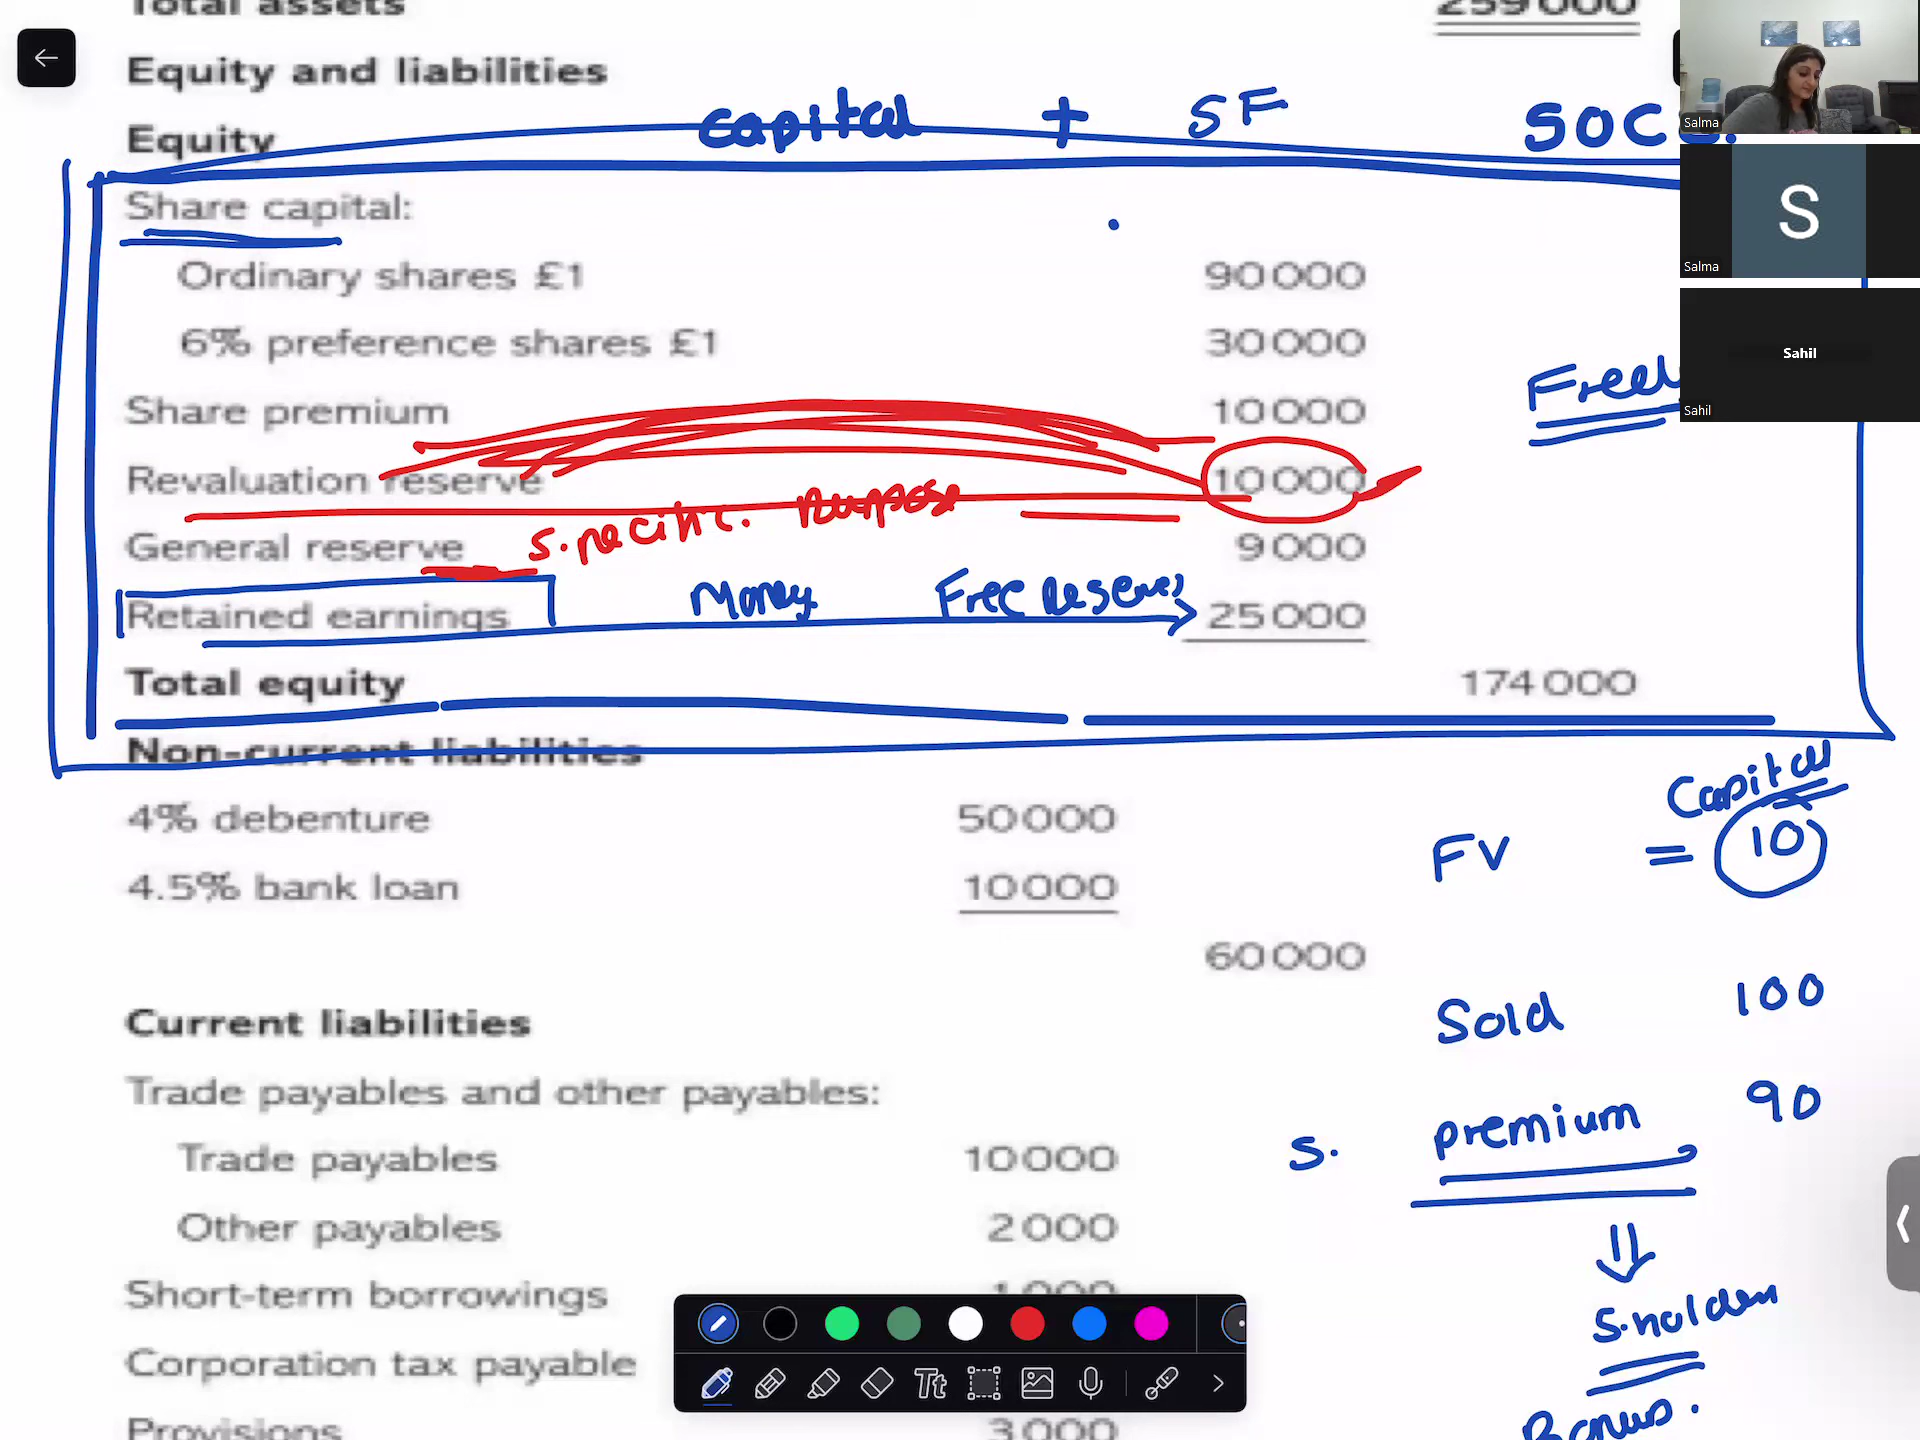 Total assets 259000
Equity and liabilities
Equity capital + SF
Share capital:
Ordinary shares £1 90000
6% preference shares £1 30000
Share premium 10000
Revaluation reserve 10000
S.pecific. Purpose
General reserve 9000
Money Free Reserves
Retained earnings 25000
Total equity 174000
Non-current liabilities
4% debenture 50000
4.5% bank loan 10000
60000
Current liabilities
Trade payables and other payables:
Trade payables 10000
Other payables 2000
Short-term borrowings 1000
Corporation tax payable
Provisions 3000
Capital
FV = 10
Sold 100
S. premium 90
S.holders
Bonus.
Salma
S
Salma
Sahil
Sahil
Tt